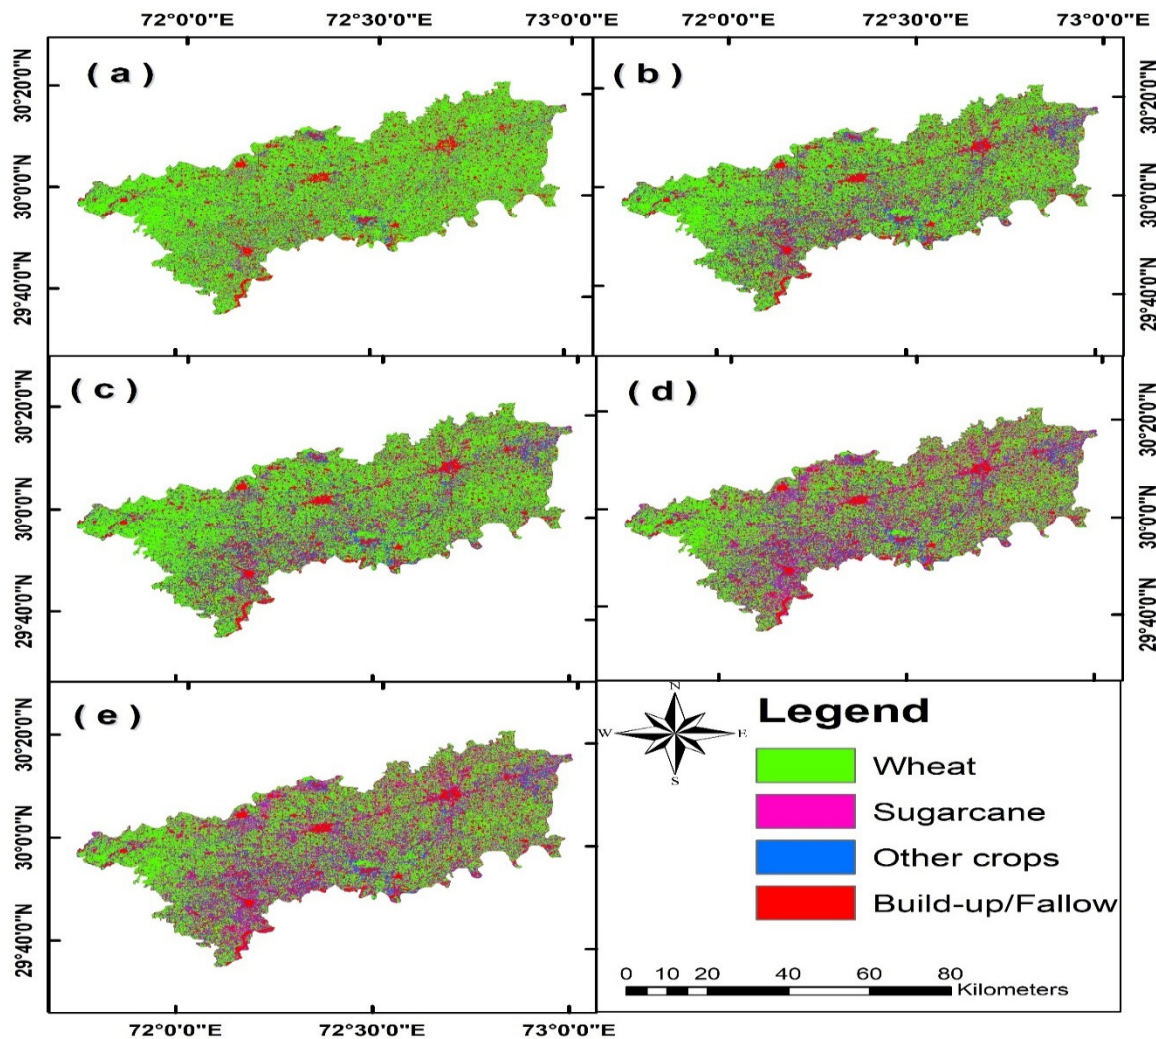 72°0'0"E 72°30'0"E 73°0'0"E 72°0'0"E 72°30'0"E 73°0'0"E
( a )
30°20'0"N
30°0'0"N
29°40'0"N
( b )
30°20'0"N
30°0'0"N
29°40'0"N
( c )
30°20'0"N
30°0'0"N
29°40'0"N
( d )
30°20'0"N
30°0'0"N
29°40'0"N
( e )
30°20'0"N
30°0'0"N
29°40'0"N
72°0'0"E 72°30'0"E 73°0'0"E
N
W E
S
Legend
Wheat
Sugarcane
Other crops
Build-up/Fallow
0 10 20 40 60 80
Kilometers